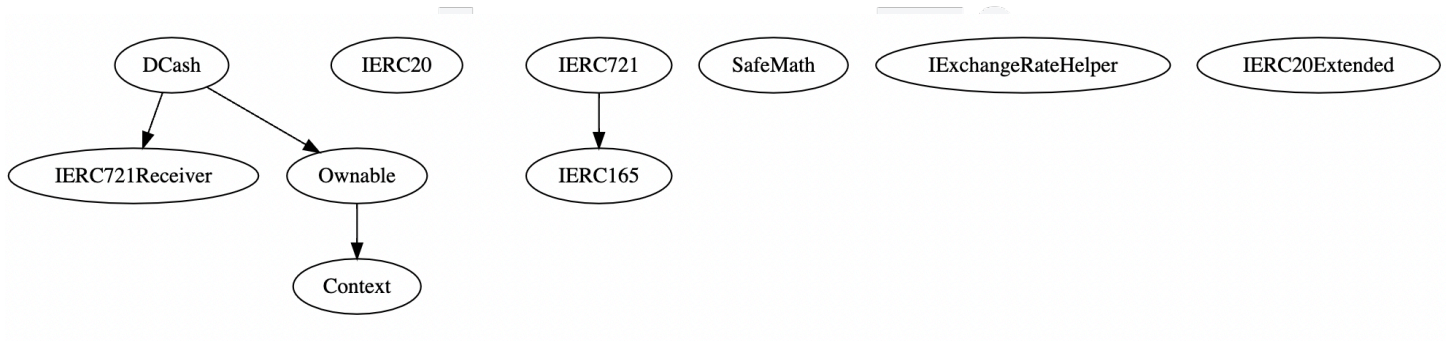 DCash
IERC20
IERC721
SafeMath
IExchangeRateHelper
IERC20Extended
IERC721Receiver
Ownable
IERC165
Context